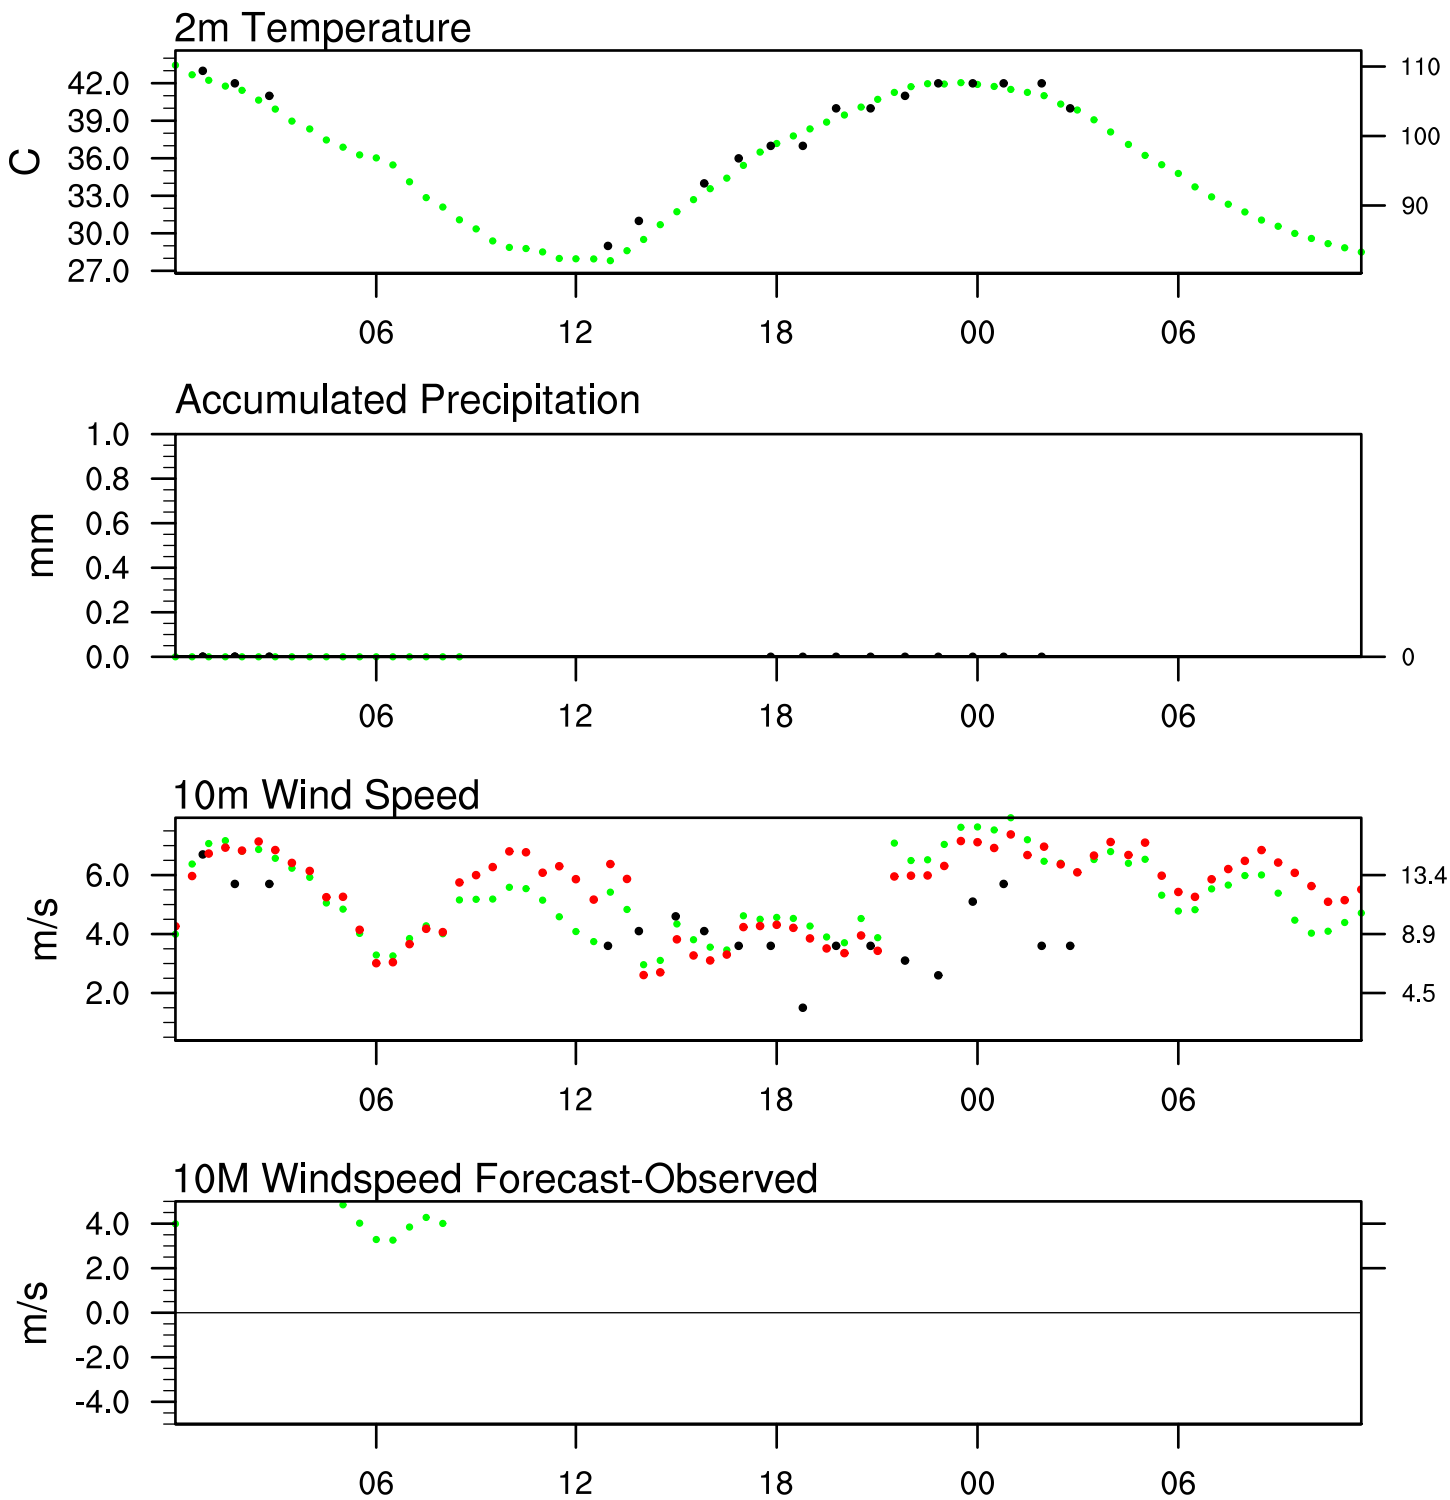 2m Temperature
42.0
39.0
36.0
33.0
30.0
27.0
C
110
100
90
06 12 18 00 06
Accumulated Precipitation
1.0
0.8
0.6
0.4
0.2
0.0
mm
0
06 12 18 00 06
10m Wind Speed
6.0
4.0
2.0
m/s
13.4
8.9
4.5
06 12 18 00 06
10M Windspeed Forecast-Observed
4.0
2.0
0.0
-2.0
-4.0
m/s
06 12 18 00 06